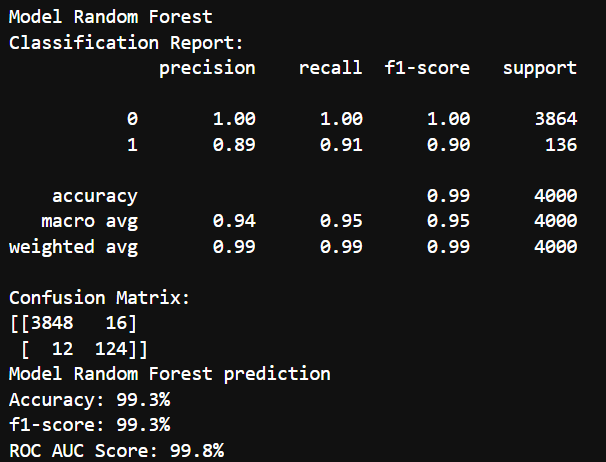 Model Random Forest
Classification Report:
precision recall f1-score support
0 1.00 1.00 1.00 3864
1 0.89 0.91 0.90 136
accuracy 0.99 4000
macro avg 0.94 0.95 0.95 4000
weighted avg 0.99 0.99 0.99 4000
Confusion Matrix:
[[3848 16]
[ 12 124]]
Model Random Forest prediction
Accuracy: 99.3%
f1-score: 99.3%
ROC AUC Score: 99.8%